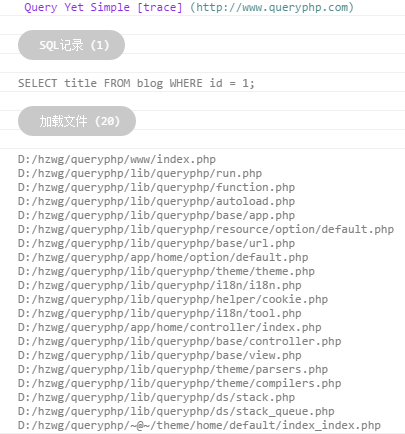 Query Yet Simple [trace] (http://www.queryphp.com)
SQL记录 (1)
SELECT title FROM blog WHERE id = 1;
加载文件 (20)
D:/hzwg/queryphp/www/index.php
D:/hzwg/queryphp/lib/queryphp/run.php
D:/hzwg/queryphp/lib/queryphp/function.php
D:/hzwg/queryphp/lib/queryphp/autoload.php
D:/hzwg/queryphp/lib/queryphp/base/app.php
D:/hzwg/queryphp/lib/queryphp/resource/option/default.php
D:/hzwg/queryphp/lib/queryphp/base/url.php
D:/hzwg/queryphp/app/home/option/default.php
D:/hzwg/queryphp/lib/queryphp/theme/theme.php
D:/hzwg/queryphp/lib/queryphp/i18n/i18n.php
D:/hzwg/queryphp/lib/queryphp/helper/cookie.php
D:/hzwg/queryphp/lib/queryphp/i18n/tool.php
D:/hzwg/queryphp/app/home/controller/index.php
D:/hzwg/queryphp/lib/queryphp/base/controller.php
D:/hzwg/queryphp/lib/queryphp/base/view.php
D:/hzwg/queryphp/lib/queryphp/theme/parsers.php
D:/hzwg/queryphp/lib/queryphp/theme/compilers.php
D:/hzwg/queryphp/lib/queryphp/ds/stack.php
D:/hzwg/queryphp/lib/queryphp/ds/stack_queue.php
D:/hzwg/queryphp/~@~/theme/home/default/index_index.php